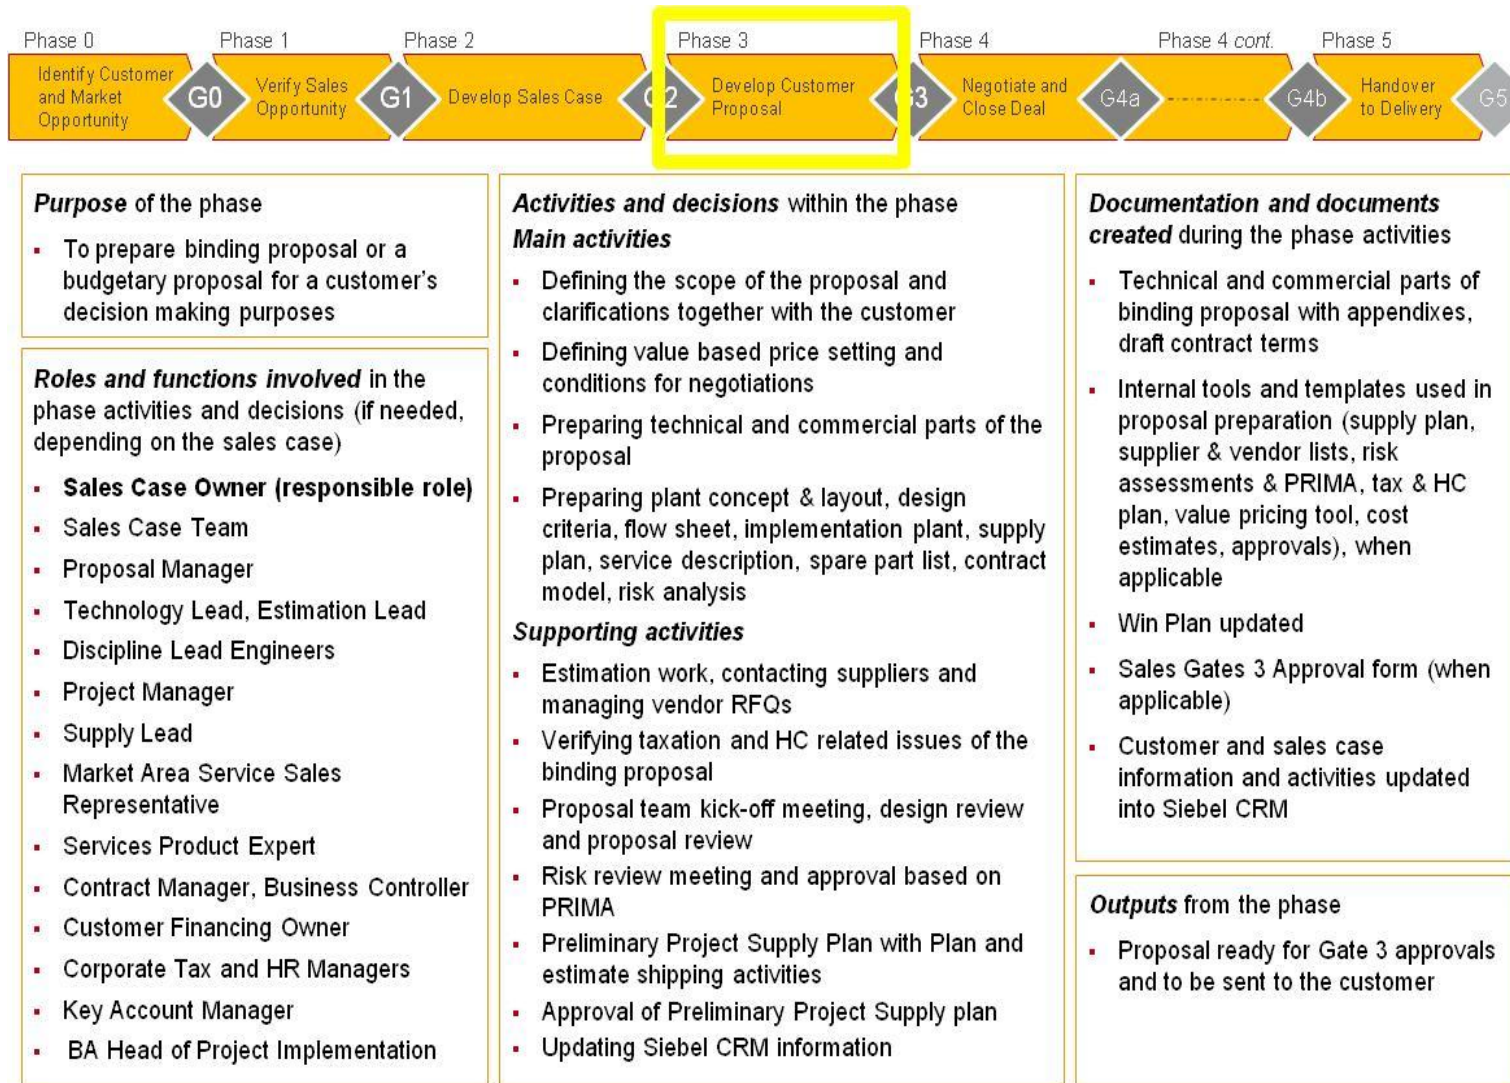 Phase 0
Phase 1
Phase 2
Phase 3
Phase 4
Phase 4 cont.
Phase 5
Identify Customer
and Market
Opportunity
G0
Verify Sales
Opportunity
G1
Develop Sales Case
G2
Develop Customer
Proposal
G3
Negotiate and
Close Deal
G4a
G4b
Handover
to Delivery
G5
Purpose of the phase
▪ To prepare binding proposal or a
budgetary proposal for a customer's
decision making purposes
Roles and functions involved in the
phase activities and decisions (if needed,
depending on the sales case)
▪ Sales Case Owner (responsible role)
▪ Sales Case Team
▪ Proposal Manager
▪ Technology Lead, Estimation Lead
▪ Discipline Lead Engineers
▪ Project Manager
▪ Supply Lead
▪ Market Area Service Sales
Representative
▪ Services Product Expert
▪ Contract Manager, Business Controller
▪ Customer Financing Owner
▪ Corporate Tax and HR Managers
▪ Key Account Manager
▪ BA Head of Project Implementation
Activities and decisions within the phase
Main activities
▪ Defining the scope of the proposal and
clarifications together with the customer
▪ Defining value based price setting and
conditions for negotiations
▪ Preparing technical and commercial parts of the
proposal
▪ Preparing plant concept & layout, design
criteria, flow sheet, implementation plant, supply
plan, service description, spare part list, contract
model, risk analysis
Supporting activities
▪ Estimation work, contacting suppliers and
managing vendor RFQs
▪ Verifying taxation and HC related issues of the
binding proposal
▪ Proposal team kick-off meeting, design review
and proposal review
▪ Risk review meeting and approval based on
PRIMA
▪ Preliminary Project Supply Plan with Plan and
estimate shipping activities
▪ Approval of Preliminary Project Supply plan
▪ Updating Siebel CRM information
Documentation and documents
created during the phase activities
▪ Technical and commercial parts of
binding proposal with appendixes,
draft contract terms
▪ Internal tools and templates used in
proposal preparation (supply plan,
supplier & vendor lists, risk
assessments & PRIMA, tax & HC
plan, value pricing tool, cost
estimates, approvals), when
applicable
▪ Win Plan updated
▪ Sales Gates 3 Approval form (when
applicable)
▪ Customer and sales case
information and activities updated
into Siebel CRM
Outputs from the phase
▪ Proposal ready for Gate 3 approvals
and to be sent to the customer